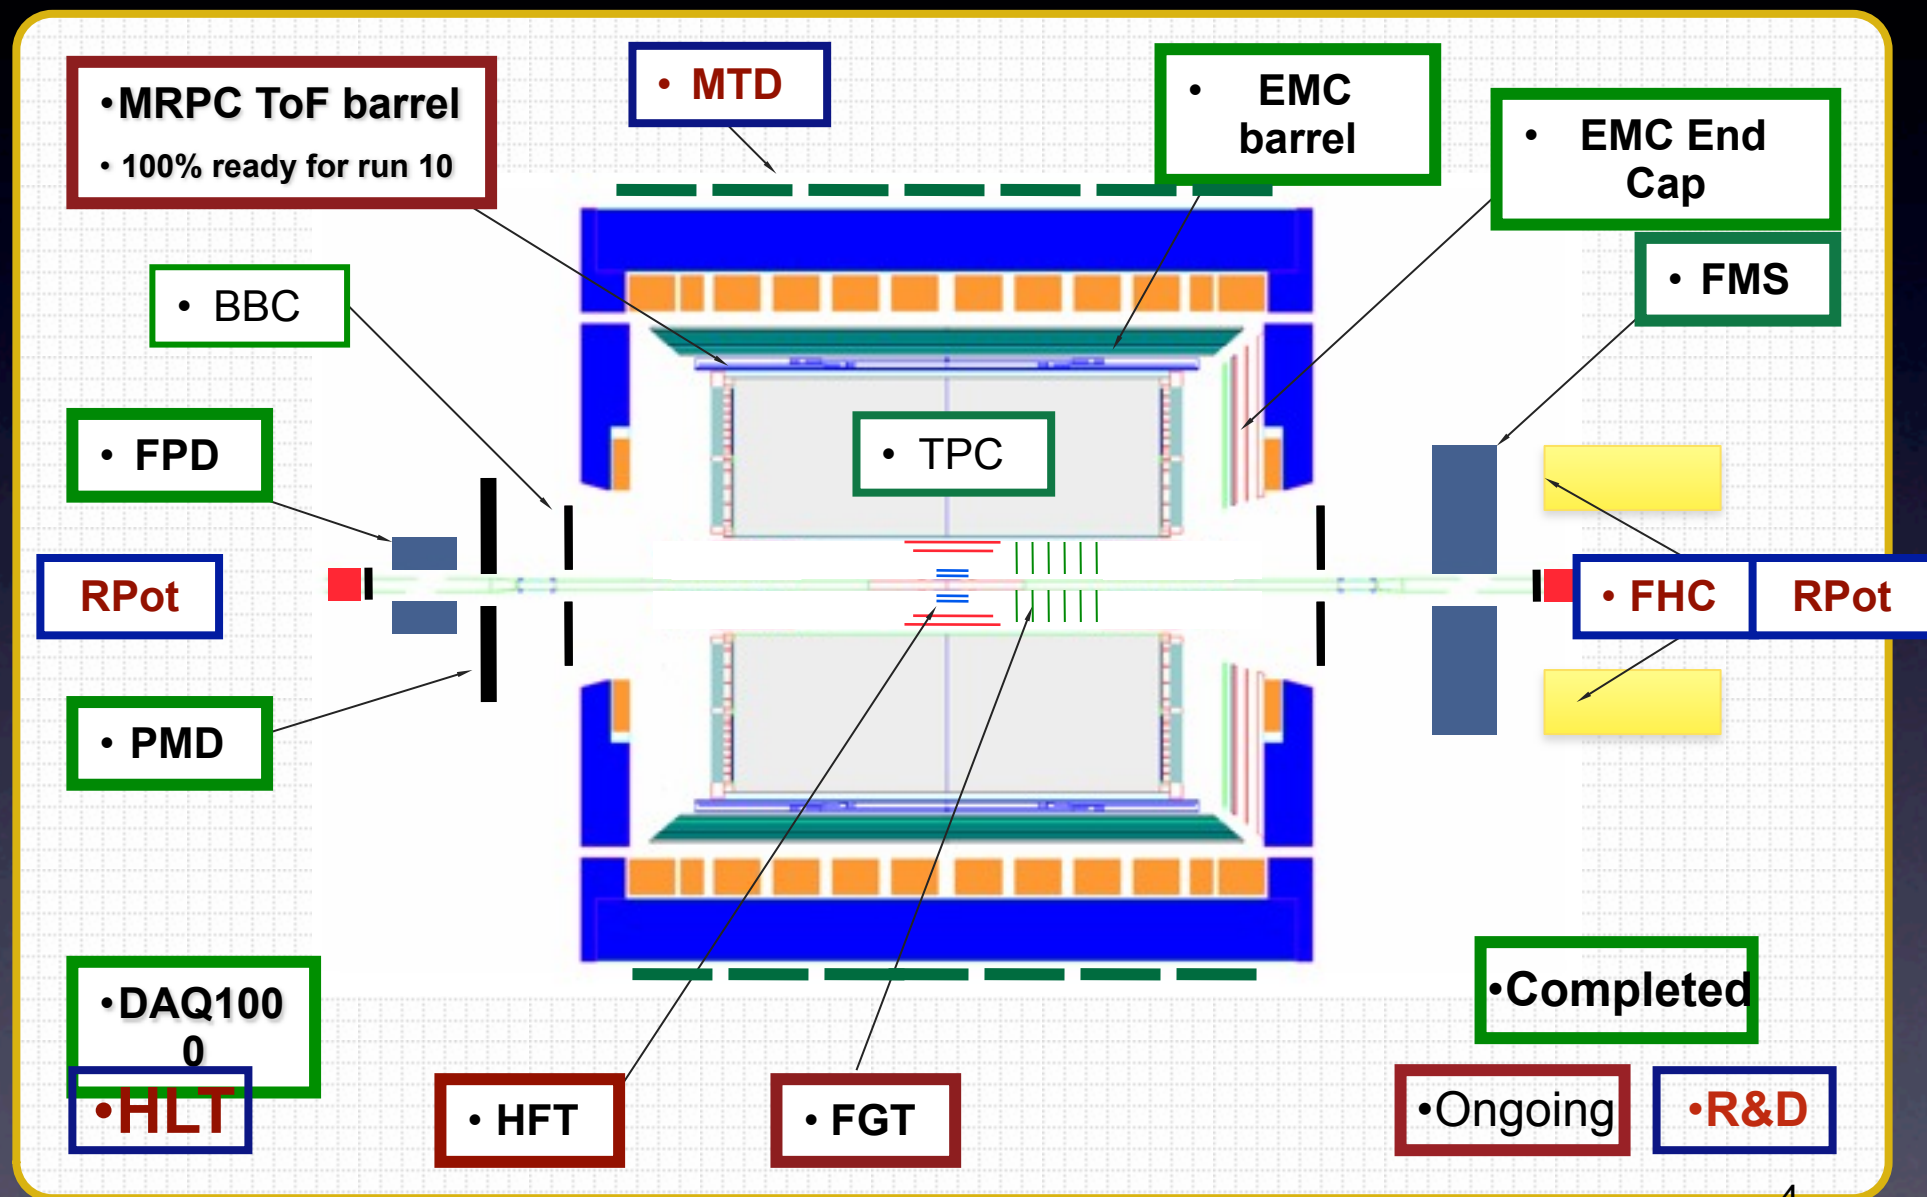 • MRPC ToF barrel
• 100% ready for run 10
• MTD
• EMC
barrel
• EMC End
Cap
• FMS
• BBC
• TPC
• FPD
RPot
• FHC
RPot
• PMD
• DAQ100
0
• HLT
• HFT
• FGT
• Completed
• Ongoing
• R&D
4